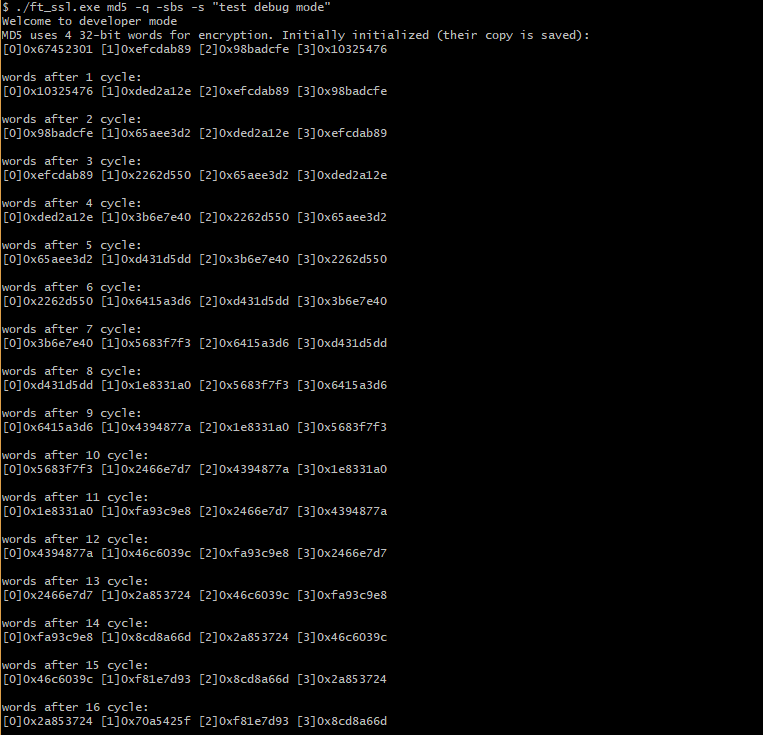 $ ./ft_ssl.exe md5 -q -sbs -s "test debug mode"
Welcome to developer mode
MD5 uses 4 32-bit words for encryption. Initially initialized (their copy is saved):
[0]0x67452301 [1]0xefcdab89 [2]0x98badcfe [3]0x10325476
words after 1 cycle:
[0]0x10325476 [1]0xded2a12e [2]0xefcdab89 [3]0x98badcfe
words after 2 cycle:
[0]0x98badcfe [1]0x65aee3d2 [2]0xded2a12e [3]0xefcdab89
words after 3 cycle:
[0]0xefcdab89 [1]0x2262d550 [2]0x65aee3d2 [3]0xded2a12e
words after 4 cycle:
[0]0xded2a12e [1]0x3b6e7e40 [2]0x2262d550 [3]0x65aee3d2
words after 5 cycle:
[0]0x65aee3d2 [1]0xd431d5dd [2]0x3b6e7e40 [3]0x2262d550
words after 6 cycle:
[0]0x2262d550 [1]0x6415a3d6 [2]0xd431d5dd [3]0x3b6e7e40
words after 7 cycle:
[0]0x3b6e7e40 [1]0x5683f7f3 [2]0x6415a3d6 [3]0xd431d5dd
words after 8 cycle:
[0]0xd431d5dd [1]0x1e8331a0 [2]0x5683f7f3 [3]0x6415a3d6
words after 9 cycle:
[0]0x6415a3d6 [1]0x4394877a [2]0x1e8331a0 [3]0x5683f7f3
words after 10 cycle:
[0]0x5683f7f3 [1]0x2466e7d7 [2]0x4394877a [3]0x1e8331a0
words after 11 cycle:
[0]0x1e8331a0 [1]0xfa93c9e8 [2]0x2466e7d7 [3]0x4394877a
words after 12 cycle:
[0]0x4394877a [1]0x46c6039c [2]0xfa93c9e8 [3]0x2466e7d7
words after 13 cycle:
[0]0x2466e7d7 [1]0x2a853724 [2]0x46c6039c [3]0xfa93c9e8
words after 14 cycle:
[0]0xfa93c9e8 [1]0x8cd8a66d [2]0x2a853724 [3]0x46c6039c
words after 15 cycle:
[0]0x46c6039c [1]0xf81e7d93 [2]0x8cd8a66d [3]0x2a853724
words after 16 cycle:
[0]0x2a853724 [1]0x70a5425f [2]0xf81e7d93 [3]0x8cd8a66d